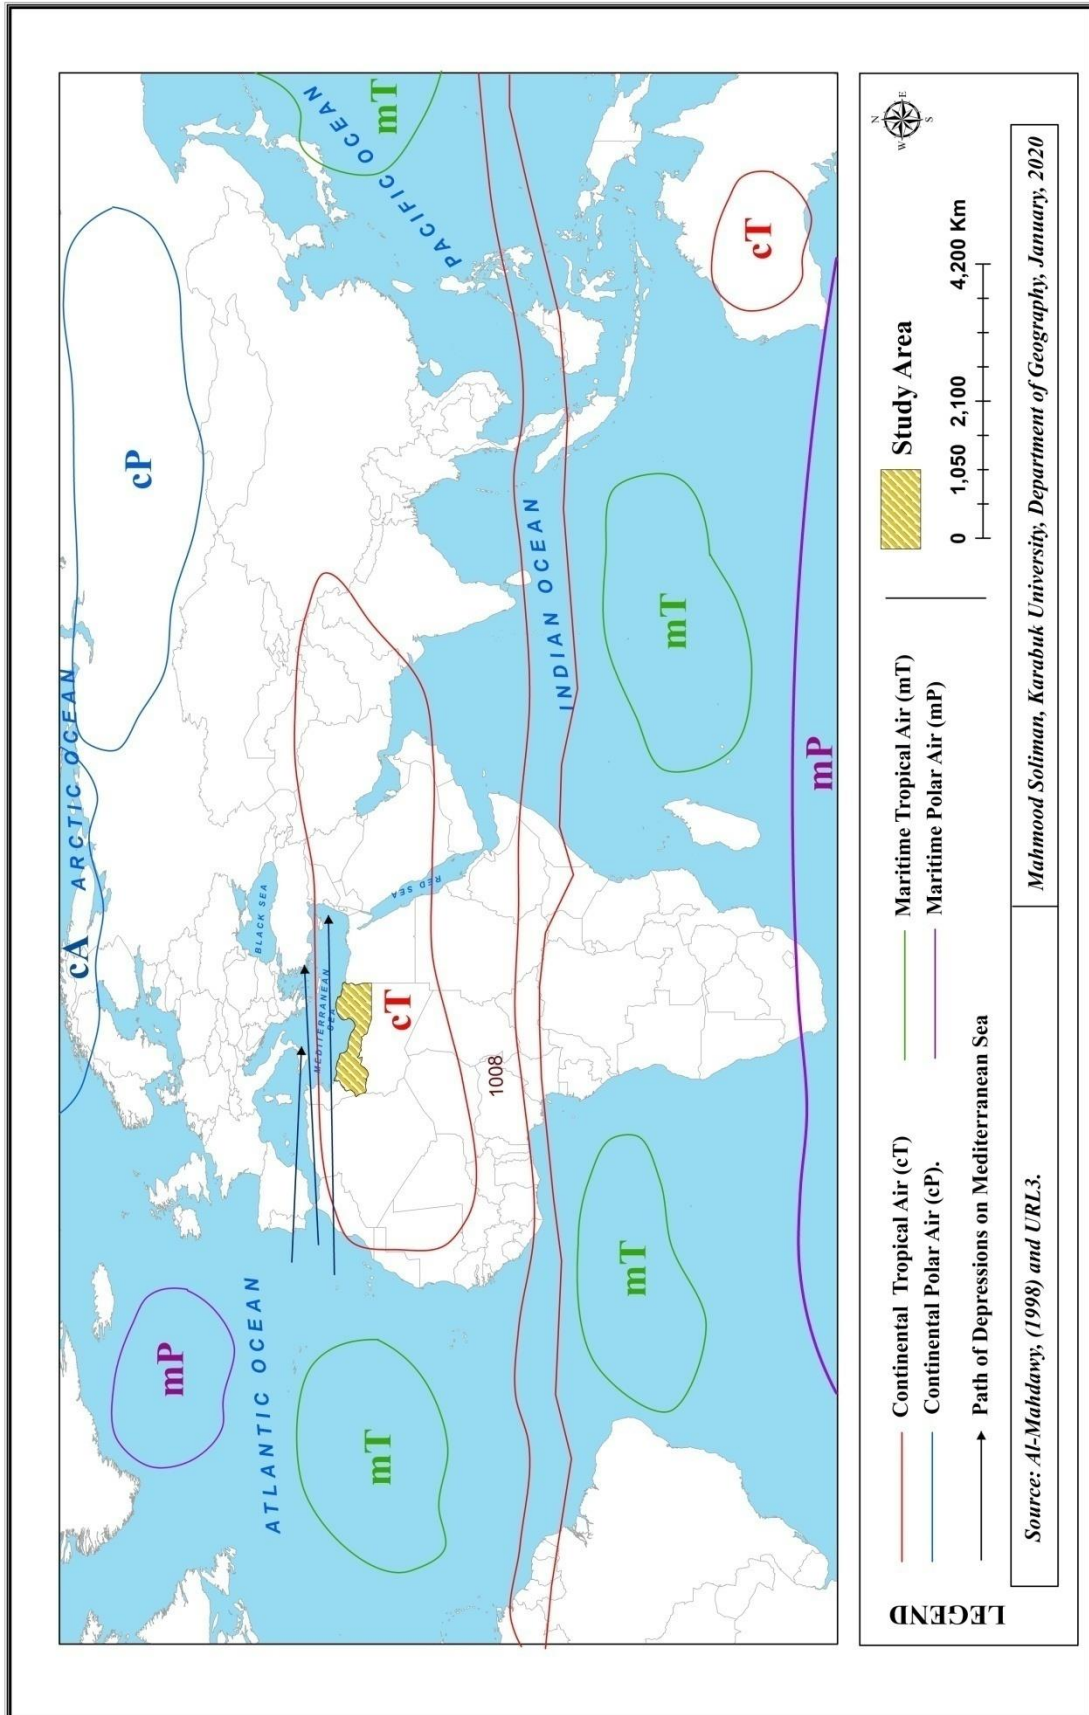 cA
ARCTIC OCEAN
cP
mP
ATLANTIC OCEAN
BLACK SEA
MEDITERRANEAN
SEA
cT
RED SEA
mT
1008
mT
INDIAN OCEAN
mT
PACIFIC OCEAN
mT
cT
mP
LEGEND
Continental Tropical Air (cT)
Continental Polar Air (cP).
Path of Depressions on Mediterranean Sea
Maritime Tropical Air (mT)
Maritime Polar Air (mP)
Study Area
0 1,050 2,100 4,200 Km
N
W E
S
Source: Al-Mahdawy, (1998) and URL3.
Mahmood Soliman, Karabuk University, Department of Geography, January, 2020